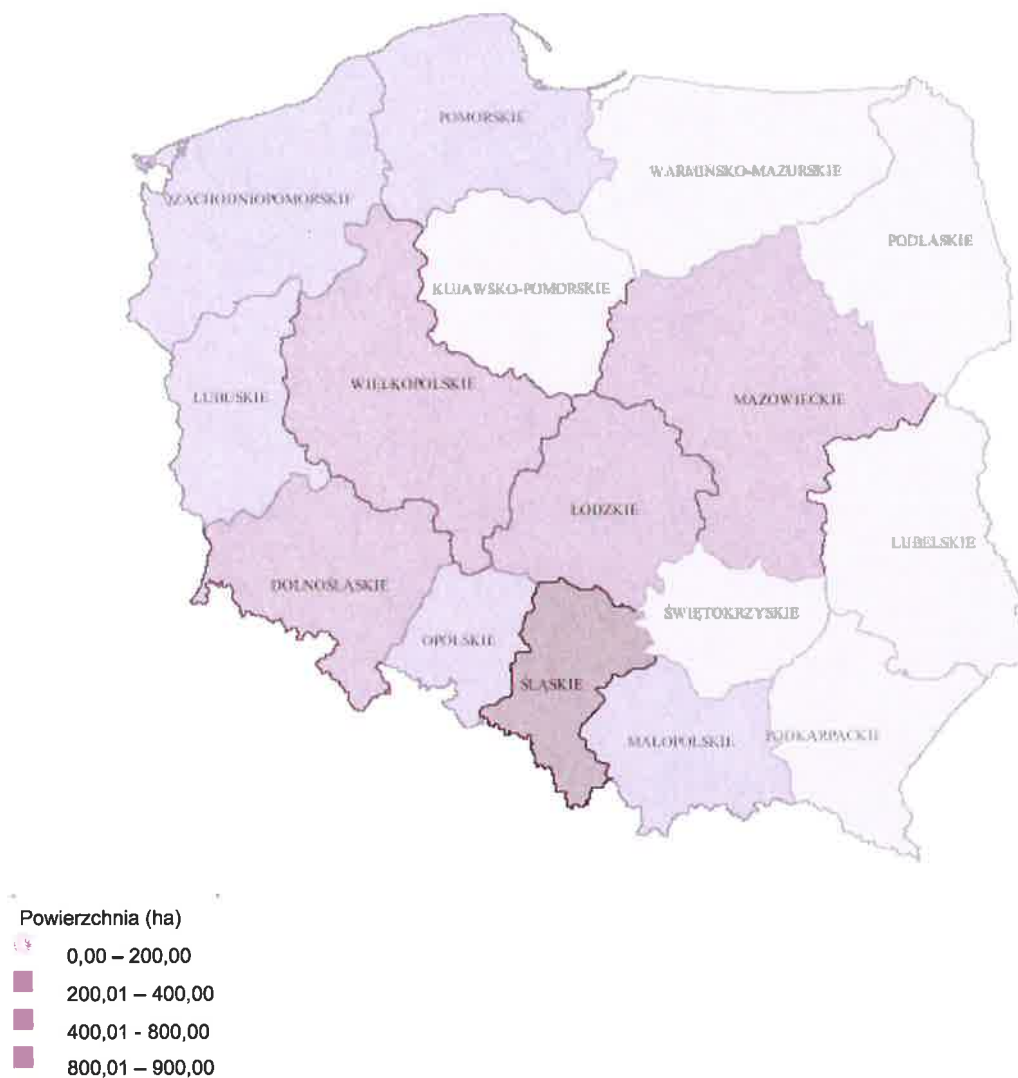 POMORSKIE
WARMIŃSKO-MAZURSKIE
ZACHODNIOPOMORSKIE
PODLASKIE
KUJAWSKO-POMORSKIE
WIELKOPOLSKIE
LUBUSKIE
MAZOWIECKIE
ŁÓDZKIE
LUBELSKIE
DOLNOŚLĄSKIE
ŚWIĘTOKRZYSKIE
OPOLSKIE
ŚLĄSKIE
PODKARPACKIE
MAŁOPOLSKIE
Powierzchnia (ha)
0,00 – 200,00
200,01 – 400,00
400,01 - 800,00
800,01 – 900,00